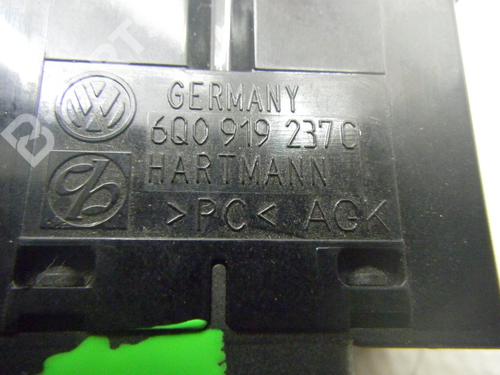 GERMANY
6Q0 919 237C
HARTMANN
>PC< AGK